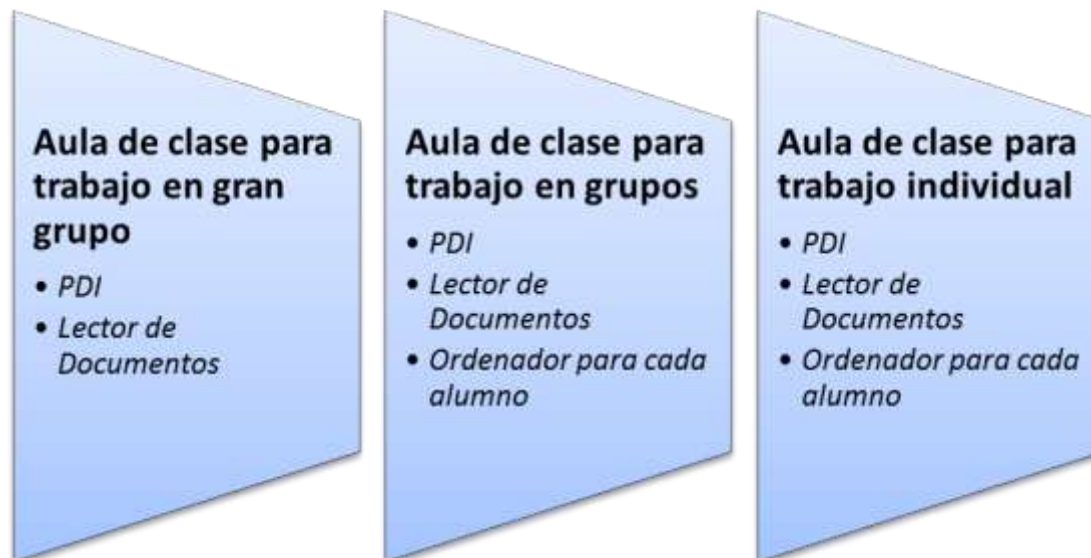 Aula de clase para
trabajo en gran
grupo
• PDI
• Lector de
Documentos
Aula de clase para
trabajo en grupos
• PDI
• Lector de
Documentos
• Ordenador para cada
alumno
Aula de clase para
trabajo individual
• PDI
• Lector de
Documentos
• Ordenador para cada
alumno